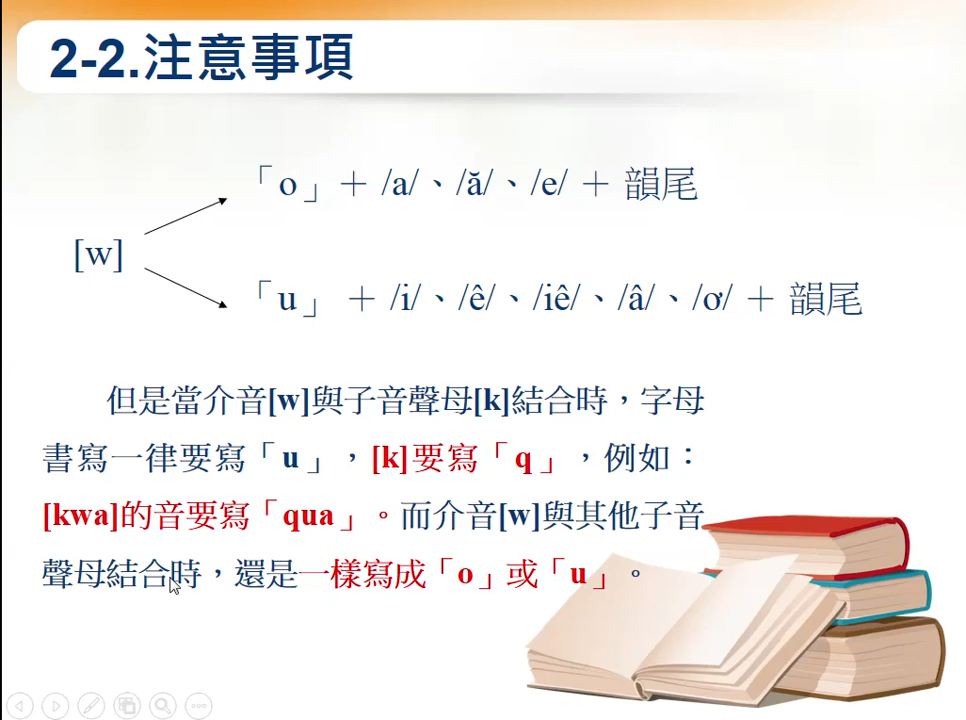 2-2.注意事項
「o」＋ /a/、/ă/、/e/ ＋ 韻尾
[w]
「u」 ＋ /i/、/ê/、/iê/、/â/、/ơ/ ＋ 韻尾
但是當介音[w]與子音聲母[k]結合時，字母
書寫一律要寫「u」，[k]要寫「q」，例如：
[kwa]的音要寫「qua」。而介音[w]與其他子音
聲母結合時，還是一樣寫成「o」或「u」。